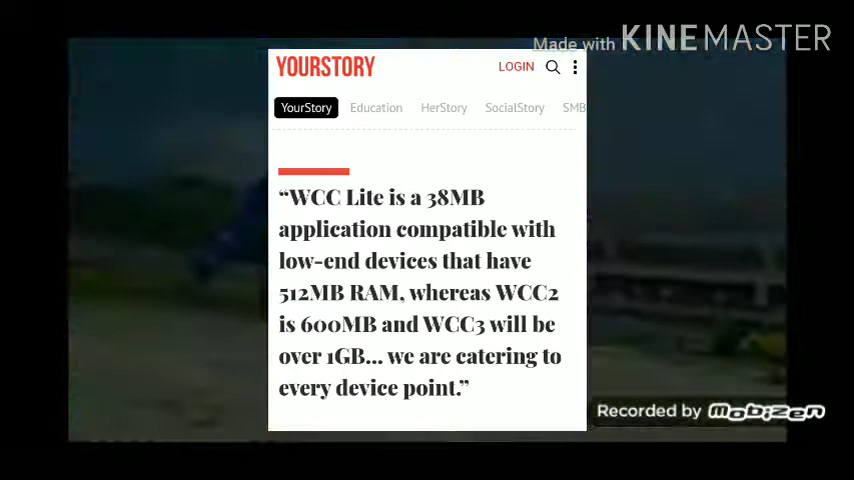 Made with KINEMASTER
YOURSTORY
LOGIN
YourStory Education HerStory SocialStory SMB
“WCC Lite is a 38MB
application compatible with
low-end devices that have
512MB RAM, whereas WCC2
is 600MB and WCC3 will be
over 1GB... we are catering to
every device point.”
Recorded by mobizen